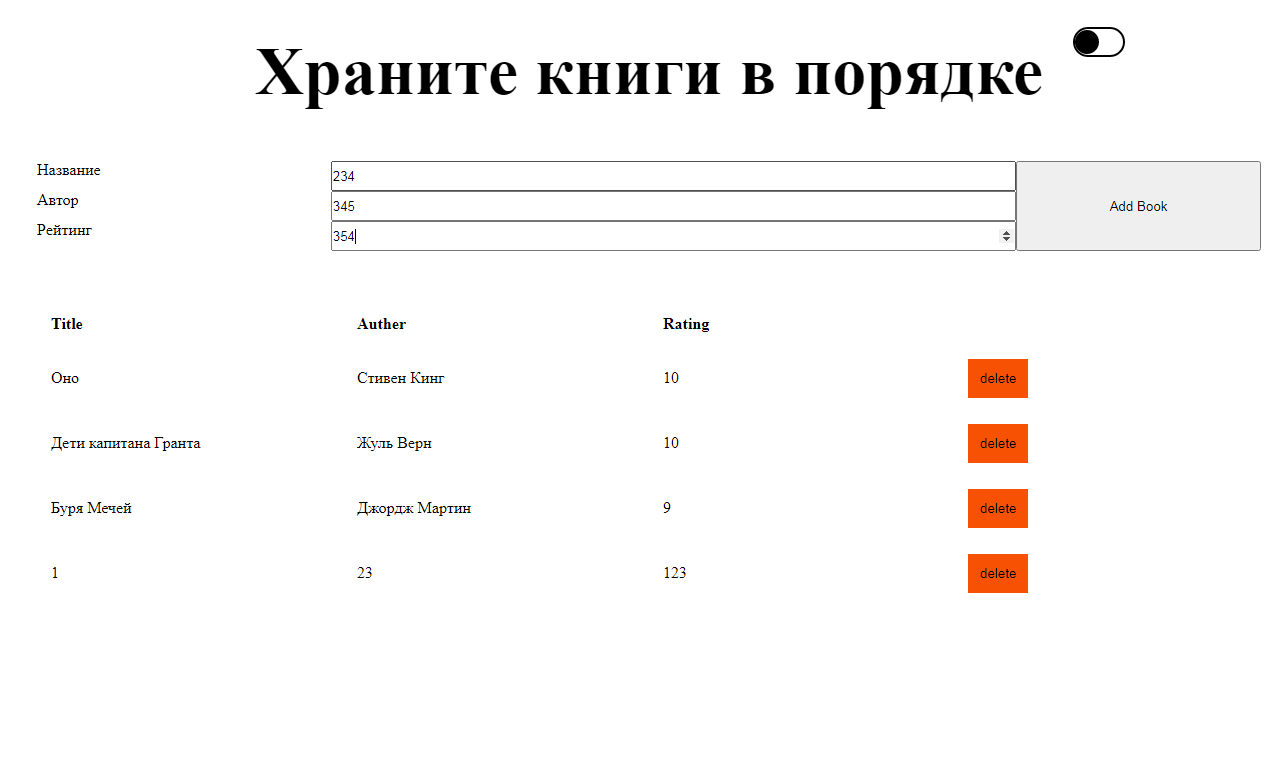 Храните книги в порядке
Название 234
Автор 345
Рейтинг 354
Add Book
Title Auther Rating
Оно Стивен Кинг 10 delete
Дети капитана Гранта Жуль Верн 10 delete
Буря Мечей Джордж Мартин 9 delete
1 23 123 delete